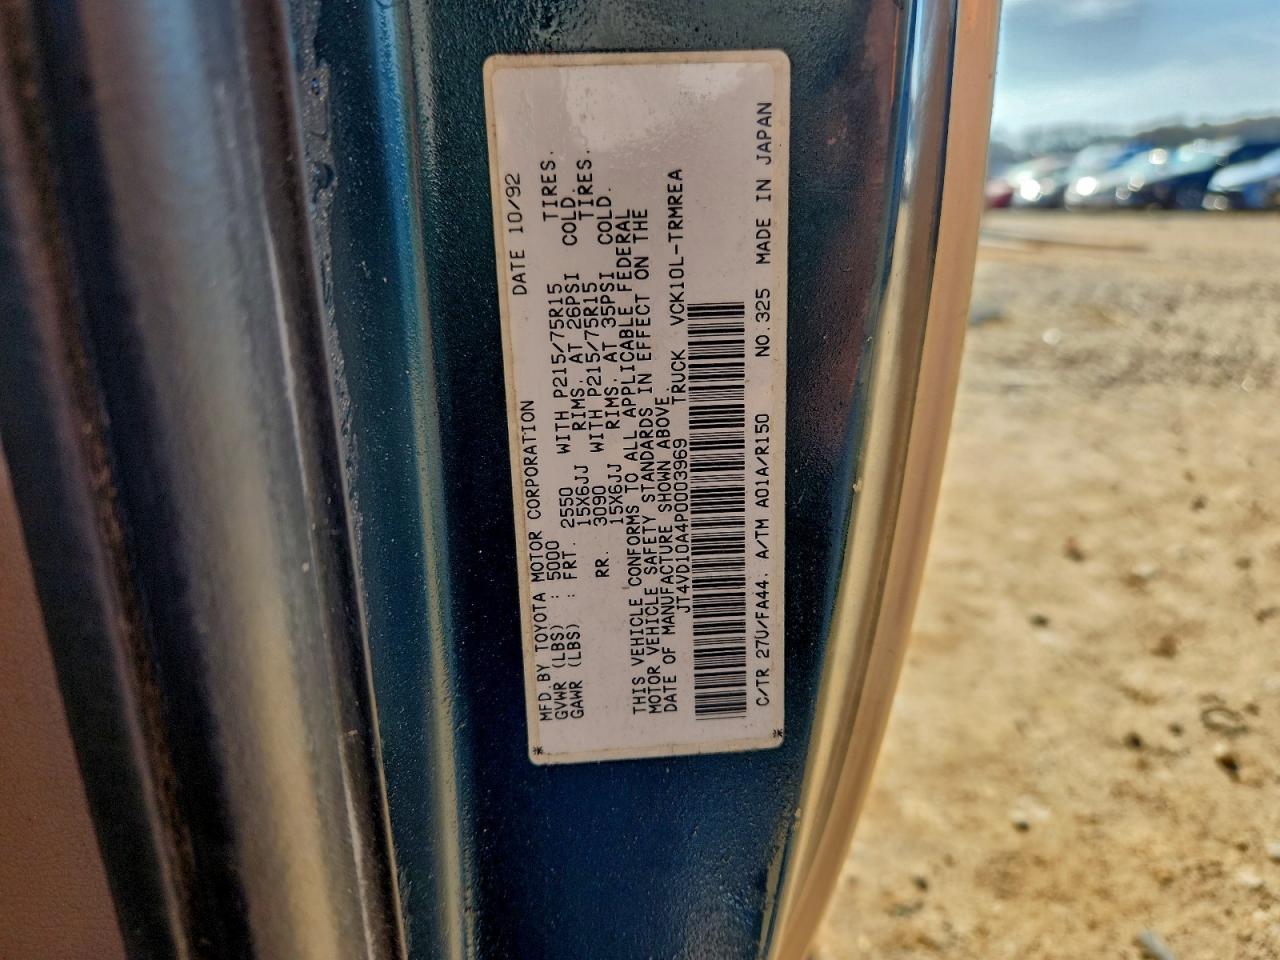 MFD.BY TOYOTA MOTOR CORPORATION DATE 10/92
GVWR (LBS) : 5000
GAWR (LBS) : FRT. 2550 WITH P215/75R15 TIRES.
15X6JJ RIMS. AT 26PSI COLD.
RR. 3090 WITH P215/75R15 TIRES.
15X6JJ RIMS. AT 35PSI COLD.
THIS VEHICLE CONFORMS TO ALL APPLICABLE FEDERAL
MOTOR VEHICLE SAFETY STANDARDS IN EFFECT ON THE
DATE OF MANUFACTURE SHOWN ABOVE.
JT4VD10A4P0003969 TRUCK VCK10L-TRMREA
C/TR 27U/FA44. A/TM A01A/R150 NO.325 MADE IN JAPAN
* *